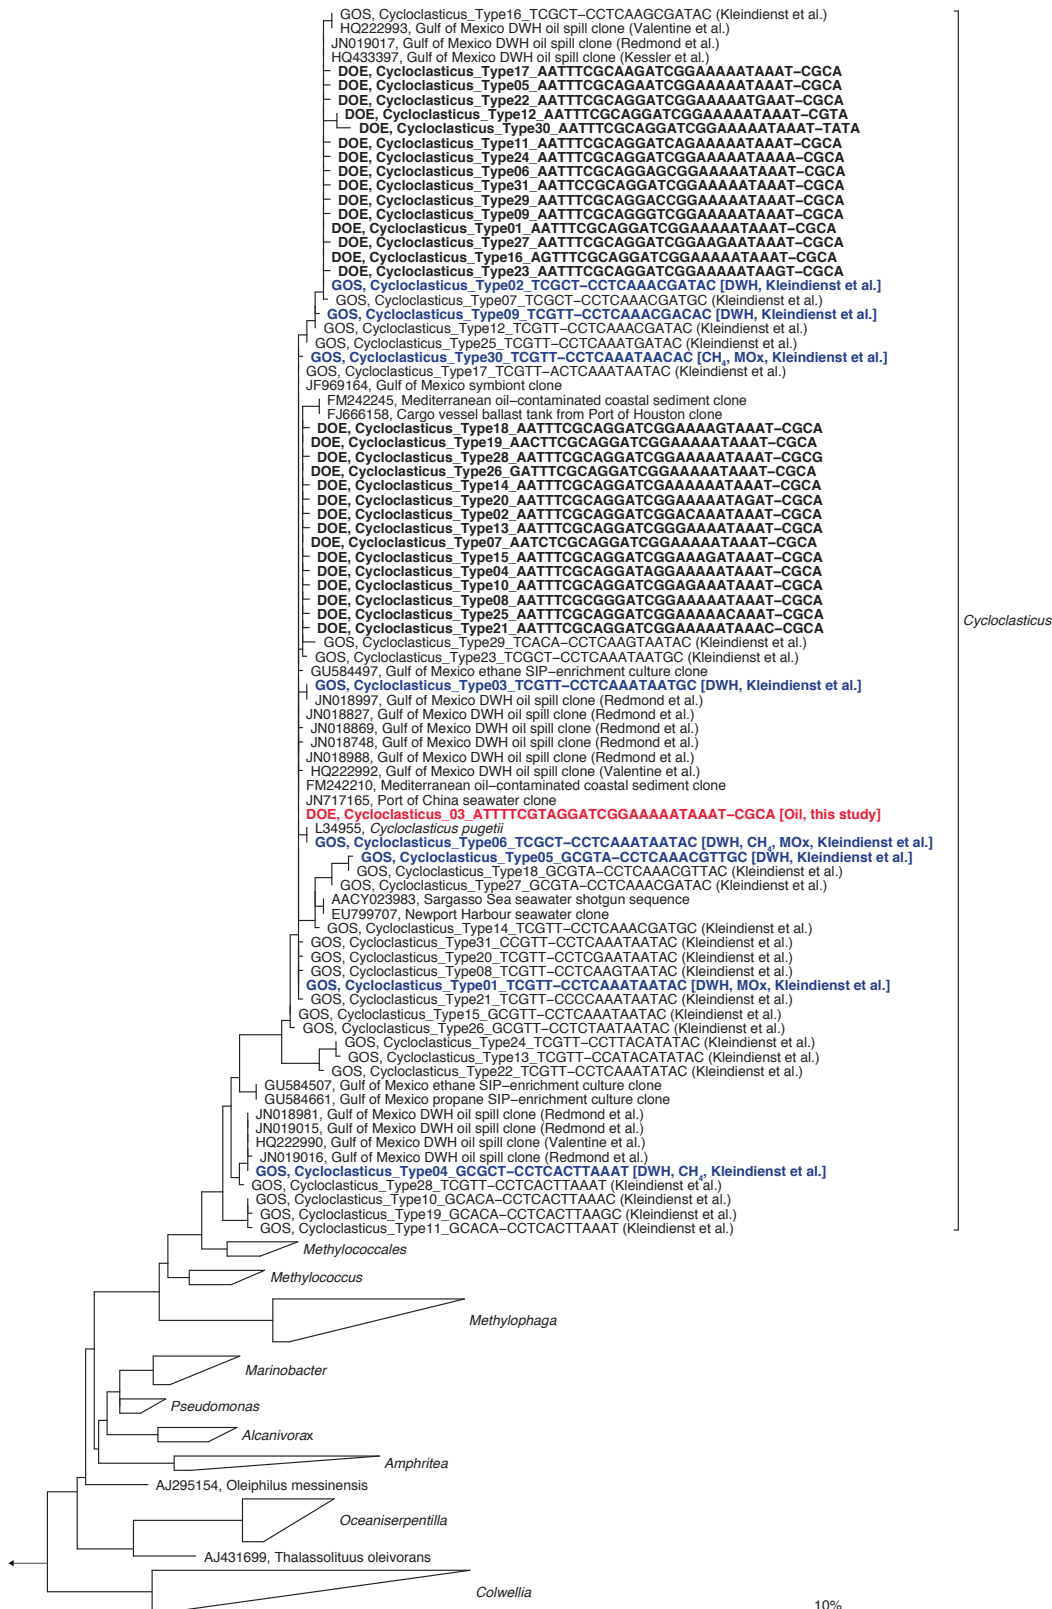 GOS, Cycloclasticus_Type16_TCGCT–CCTCAAGCGATAC (Kleindienst et al.)
HQ222993, Gulf of Mexico DWH oil spill clone (Valentine et al.)
JN019017, Gulf of Mexico DWH oil spill clone (Redmond et al.)
HQ433397, Gulf of Mexico DWH oil spill clone (Kessler et al.)
DOE, Cycloclasticus_Type17_AATTTCGCAAGATCGGAAAAATAAAT–CGCA
DOE, Cycloclasticus_Type05_AATTTCGCAGAATCGGAAAAATAAAT–CGCA
DOE, Cycloclasticus_Type22_AATTTCGCAGGATCGGAAAAATGAAT–CGCA
DOE, Cycloclasticus_Type12_AATTTCGCAGGATCGGAAAAATAAAT–CGTA
DOE, Cycloclasticus_Type30_AATTTCGCAGGATCGGAAAAATAAAT–TATA
DOE, Cycloclasticus_Type11_AATTTCGCAGGATCAGAAAAATAAAT–CGCA
DOE, Cycloclasticus_Type24_AATTTCGCAGGATCGGAAAAATAAAA–CGCA
DOE, Cycloclasticus_Type06_AATTTCGCAGGAGCGGAAAAATAAAT–CGCA
DOE, Cycloclasticus_Type31_AATTCCGCAGGATCGGAAAAATAAAT–CGCA
DOE, Cycloclasticus_Type29_AATTTCGCAGGACCGGAAAAATAAAT–CGCA
DOE, Cycloclasticus_Type09_AATTTCGCAGGGTCGGAAAAATAAAT–CGCA
DOE, Cycloclasticus_Type01_AATTTCGCAGGATCGGAAAAATAAAT–CGCA
DOE, Cycloclasticus_Type27_AATTTCGCAGGATCGGAAGAATAAAT–CGCA
DOE, Cycloclasticus_Type16_AGTTTCGCAGGATCGGAAAAATAAAT–CGCA
DOE, Cycloclasticus_Type23_AATTTCGCAGGATCGGAAAAATAAGT–CGCA
GOS, Cycloclasticus_Type02_TCGCT–CCTCAAACGATAC [DWH, Kleindienst et al.]
GOS, Cycloclasticus_Type07_TCGCT–CCTCAAACGATGC (Kleindienst et al.)
GOS, Cycloclasticus_Type09_TCGTT–CCTCAAACGACAC [DWH, Kleindienst et al.]
GOS, Cycloclasticus_Type12_TCGTT–CCTCAAACGATAC (Kleindienst et al.)
GOS, Cycloclasticus_Type25_TCGTT–CCTCAAATGATAC (Kleindienst et al.)
GOS, Cycloclasticus_Type30_TCGTT–CCTCAAATAACAC [CH4, MOx, Kleindienst et al.]
GOS, Cycloclasticus_Type17_TCGTT–ACTCAAATAATAC (Kleindienst et al.)
JF969164, Gulf of Mexico symbiont clone
FM242245, Mediterranean oil–contaminated coastal sediment clone
FJ666158, Cargo vessel ballast tank from Port of Houston clone
DOE, Cycloclasticus_Type18_AATTTCGCAGGATCGGAAAAGTAAAT–CGCA
DOE, Cycloclasticus_Type19_AACTTCGCAGGATCGGAAAAATAAAT–CGCA
DOE, Cycloclasticus_Type28_AATTTCGCAGGATCGGAAAAATAAAT–CGCG
DOE, Cycloclasticus_Type26_GATTTCGCAGGATCGGAAAAATAAAT–CGCA
DOE, Cycloclasticus_Type14_AATTTCGCAGGATCGAAAAAATAAAT–CGCA
DOE, Cycloclasticus_Type20_AATTTCGCAGGATCGGAAAAATAGAT–CGCA
DOE, Cycloclasticus_Type02_AATTTCGCAGGATCGGACAAATAAAT–CGCA
DOE, Cycloclasticus_Type13_AATTTCGCAGGATCGGGAAAATAAAT–CGCA
DOE, Cycloclasticus_Type07_AATCTCGCAGGATCGGAAAAATAAAT–CGCA
DOE, Cycloclasticus_Type15_AATTTCGCAGGATCGGAAAGATAAAT–CGCA
DOE, Cycloclasticus_Type04_AATTTCGCAGGATAGGAAAAATAAAT–CGCA
DOE, Cycloclasticus_Type10_AATTTCGCAGGATCGGAGAAATAAAT–CGCA
DOE, Cycloclasticus_Type08_AATTTCGCGGGATCGGAAAAATAAAT–CGCA
DOE, Cycloclasticus_Type25_AATTTCGCAGGATCGGAAAAACAAAT–CGCA
DOE, Cycloclasticus_Type21_AATTTCGCAGGATCGGAAAAATAAAC–CGCA
Cycloclasticus
GOS, Cycloclasticus_Type29_TCACA–CCTCAAGTAATAC (Kleindienst et al.)
GOS, Cycloclasticus_Type23_TCGCT–CCTCAAATAATGC (Kleindienst et al.)
GU584497, Gulf of Mexico ethane SIP–enrichment culture clone
GOS, Cycloclasticus_Type03_TCGTT–CCTCAAATAATGC [DWH, Kleindienst et al.]
JN018997, Gulf of Mexico DWH oil spill clone (Redmond et al.)
JN018827, Gulf of Mexico DWH oil spill clone (Redmond et al.)
JN018869, Gulf of Mexico DWH oil spill clone (Redmond et al.)
JN018748, Gulf of Mexico DWH oil spill clone (Redmond et al.)
JN018988, Gulf of Mexico DWH oil spill clone (Redmond et al.)
HQ222992, Gulf of Mexico DWH oil spill clone (Valentine et al.)
FM242210, Mediterranean oil–contaminated coastal sediment clone
JN717165, Port of China seawater clone
DOE, Cycloclasticus_03_ATTTTCGTAGGATCGGAAAAATAAAT–CGCA [Oil, this study]
L34955, Cycloclasticus pugetii
GOS, Cycloclasticus_Type06_TCGCT–CCTCAAATAATAC [DWH, CH4, MOx, Kleindienst et al.]
GOS, Cycloclasticus_Type05_GCGTA–CCTCAAACGTTGC [DWH, Kleindienst et al.]
GOS, Cycloclasticus_Type18_GCGTA–CCTCAAACGTTAC (Kleindienst et al.)
GOS, Cycloclasticus_Type27_GCGTA–CCTCAAACGATAC (Kleindienst et al.)
AACY023983, Sargasso Sea seawater shotgun sequence
EU799707, Newport Harbour seawater clone
GOS, Cycloclasticus_Type14_TCGTT–CCTCAAACGATGC (Kleindienst et al.)
GOS, Cycloclasticus_Type31_CCGTT–CCTCAAATAATAC (Kleindienst et al.)
GOS, Cycloclasticus_Type20_TCGTT–CCTCGAATAATAC (Kleindienst et al.)
GOS, Cycloclasticus_Type08_TCGTT–CCTCAAGTAATAC (Kleindienst et al.)
GOS, Cycloclasticus_Type01_TCGTT–CCTCAAATAATAC [DWH, MOx, Kleindienst et al.]
GOS, Cycloclasticus_Type21_TCGTT–CCCCAAATAATAC (Kleindienst et al.)
GOS, Cycloclasticus_Type15_GCGTT–CCTCAAATAATAC (Kleindienst et al.)
GOS, Cycloclasticus_Type26_GCGTT–CCTCTAATAATAC (Kleindienst et al.)
GOS, Cycloclasticus_Type24_TCGTT–CCTTACATATAC (Kleindienst et al.)
GOS, Cycloclasticus_Type13_TCGTT–CCATACATATAC (Kleindienst et al.)
GOS, Cycloclasticus_Type22_TCGTT–CCTCAAATATAC (Kleindienst et al.)
GU584507, Gulf of Mexico ethane SIP–enrichment culture clone
GU584661, Gulf of Mexico propane SIP–enrichment culture clone
JN018981, Gulf of Mexico DWH oil spill clone (Redmond et al.)
JN019015, Gulf of Mexico DWH oil spill clone (Redmond et al.)
HQ222990, Gulf of Mexico DWH oil spill clone (Valentine et al.)
JN019016, Gulf of Mexico DWH oil spill clone (Redmond et al.)
GOS, Cycloclasticus_Type04_GCGCT–CCTCACTTAAAT [DWH, CH4, Kleindienst et al.]
GOS, Cycloclasticus_Type28_TCGTT–CCTCACTTAAAT (Kleindienst et al.)
GOS, Cycloclasticus_Type10_GCACA–CCTCACTTAAAC (Kleindienst et al.)
GOS, Cycloclasticus_Type19_GCACA–CCTCACTTAAGC (Kleindienst et al.)
GOS, Cycloclasticus_Type11_GCACA–CCTCACTTAAAT (Kleindienst et al.)
Methylococcales
Methylococcus
Methylophaga
Marinobacter
Pseudomonas
Alcanivorax
Amphritea
AJ295154, Oleiphilus messinensis
Oceaniserpentilla
AJ431699, Thalassolituus oleivorans
Colwellia
10%